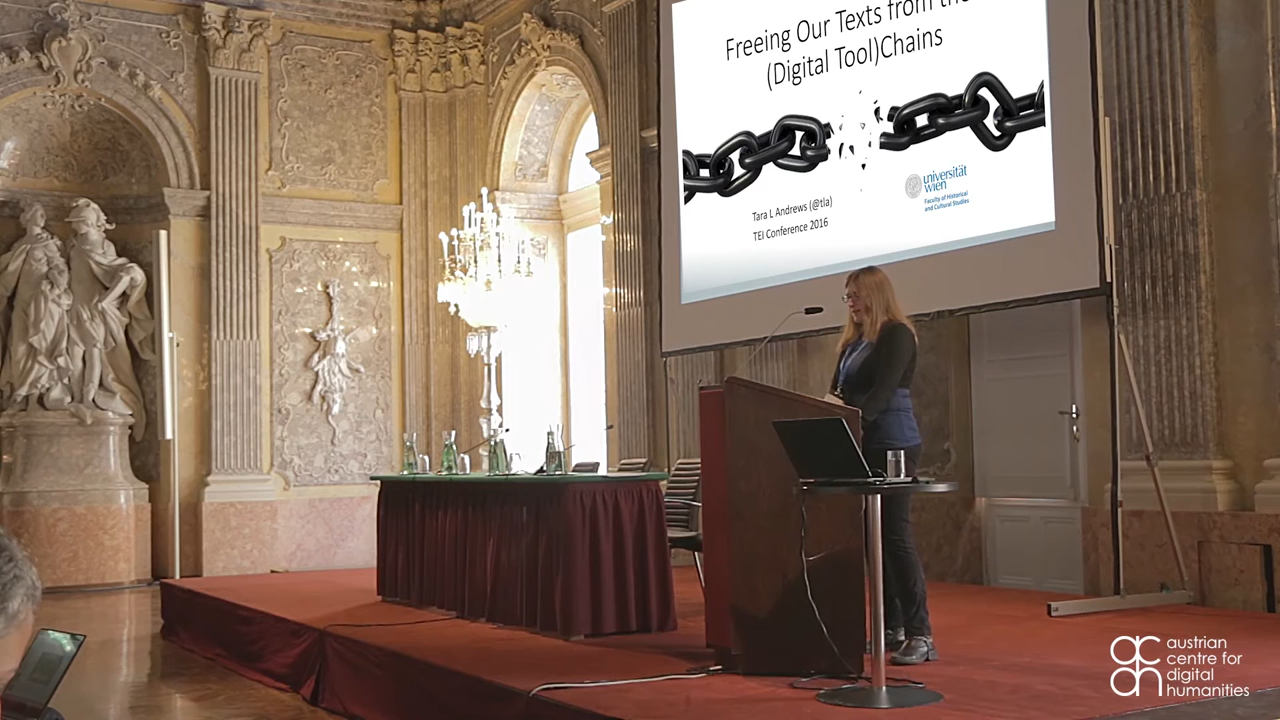 Freeing Our Texts from the
(Digital Tool)Chains
universität
wien
Faculty of Historical
and Cultural Studies
Tara L Andrews (@tla)
TEI Conference 2016
austrian
centre for
digital
humanities